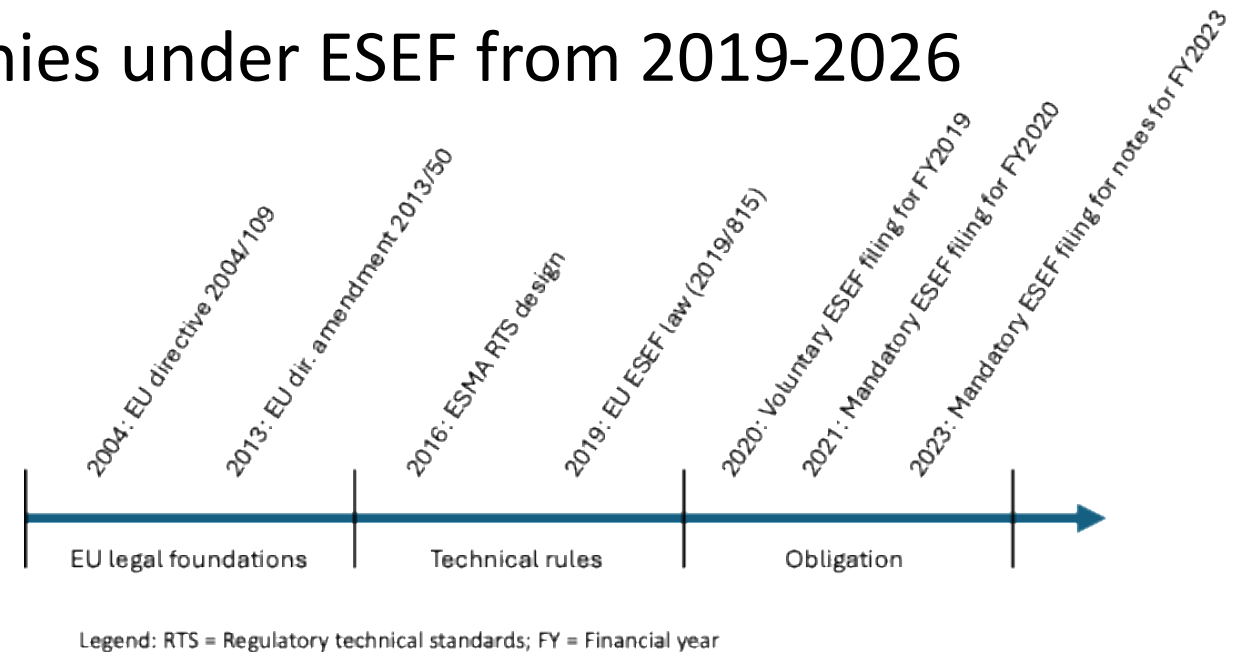 nies under ESEF from 2019-2026
2004: EU directive 2004/109
2013: EU dir. amendment 2013/50
2016: ESMA RTS design
2019: EU ESEF law (2019/815)
2020: Voluntary ESEF filing for FY2019
2021: Mandatory ESEF filing for FY2020
2023: Mandatory ESEF filing for notes for FY2023
EU legal foundations
Technical rules
Obligation
Legend: RTS = Regulatory technical standards; FY = Financial year